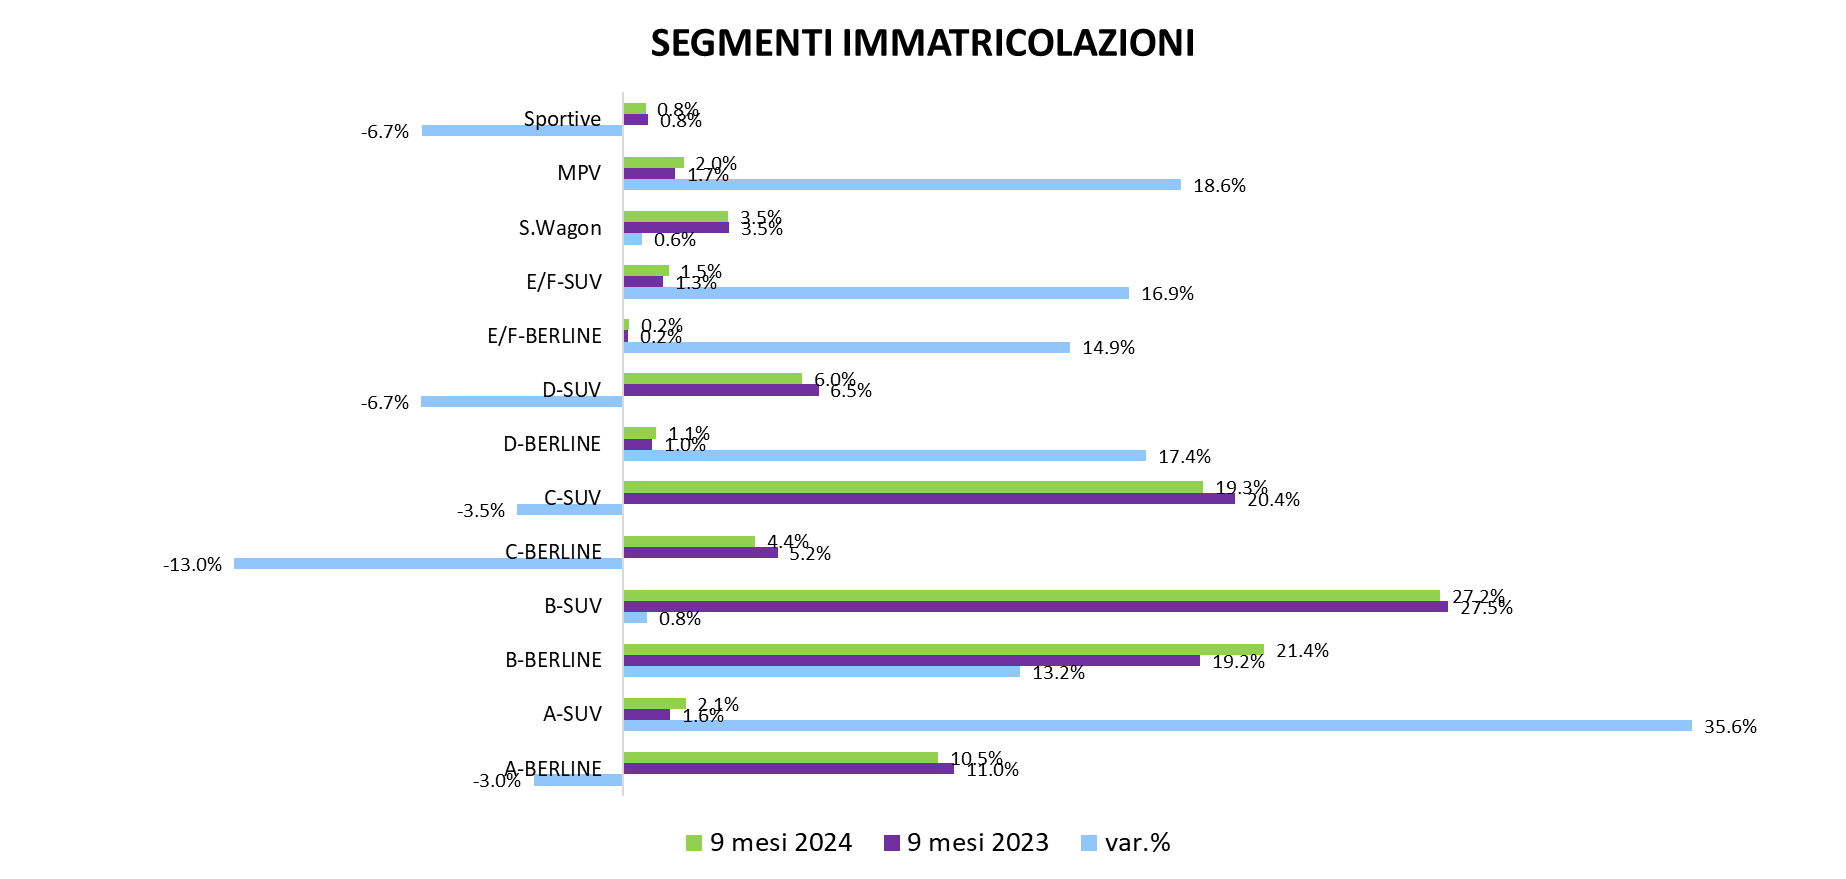 SEGMENTI IMMATRICOLAZIONI
Sportive
0.8%
0.8%
-6.7%
MPV
2.0%
1.7%
18.6%
S.Wagon
3.5%
3.5%
0.6%
E/F-SUV
1.5%
1.3%
16.9%
E/F-BERLINE
0.2%
0.2%
14.9%
D-SUV
6.0%
6.5%
-6.7%
D-BERLINE
1.1%
1.0%
17.4%
C-SUV
19.3%
20.4%
-3.5%
C-BERLINE
4.4%
5.2%
-13.0%
B-SUV
27.2%
27.5%
0.8%
B-BERLINE
21.4%
19.2%
13.2%
A-SUV
2.1%
1.6%
35.6%
A-BERLINE
10.5%
11.0%
-3.0%
9 mesi 2024 9 mesi 2023 var.%